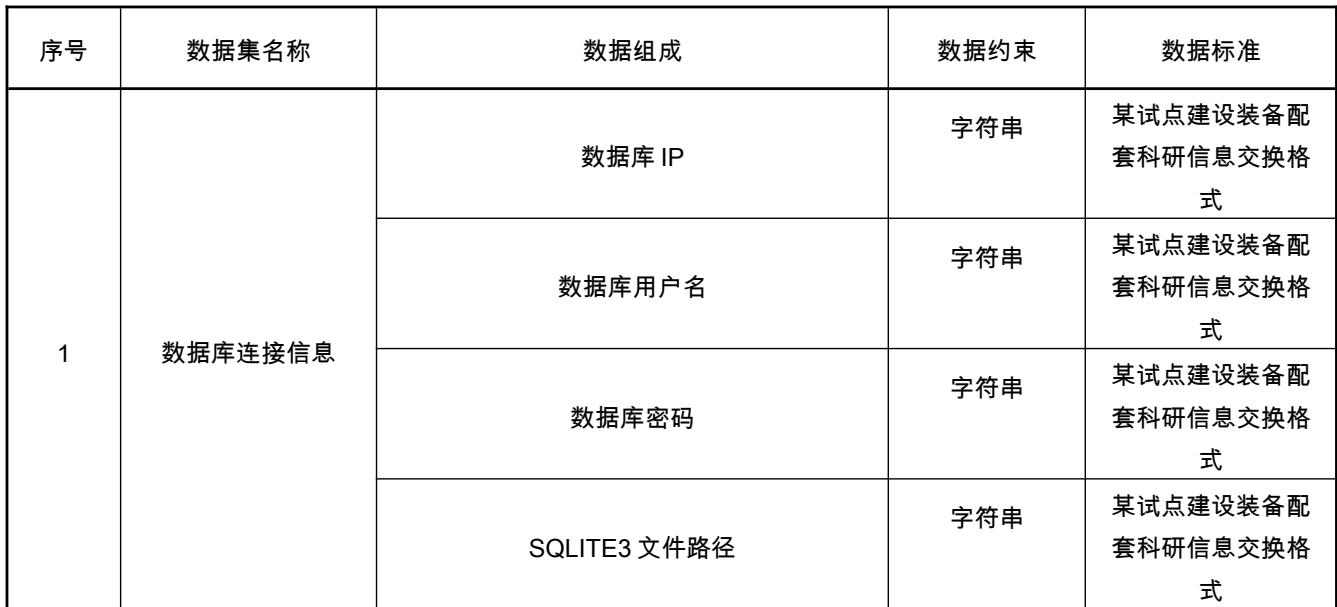 序号 数据集名称 数据组成 数据约束 数据标准
1
数据库连接信息
数据库 IP
字符串
某试点建设装备配
套科研信息交换格
式
数据库用户名
字符串
某试点建设装备配
套科研信息交换格
式
数据库密码
字符串
某试点建设装备配
套科研信息交换格
式
SQLITE3 文件路径
字符串
某试点建设装备配
套科研信息交换格
式